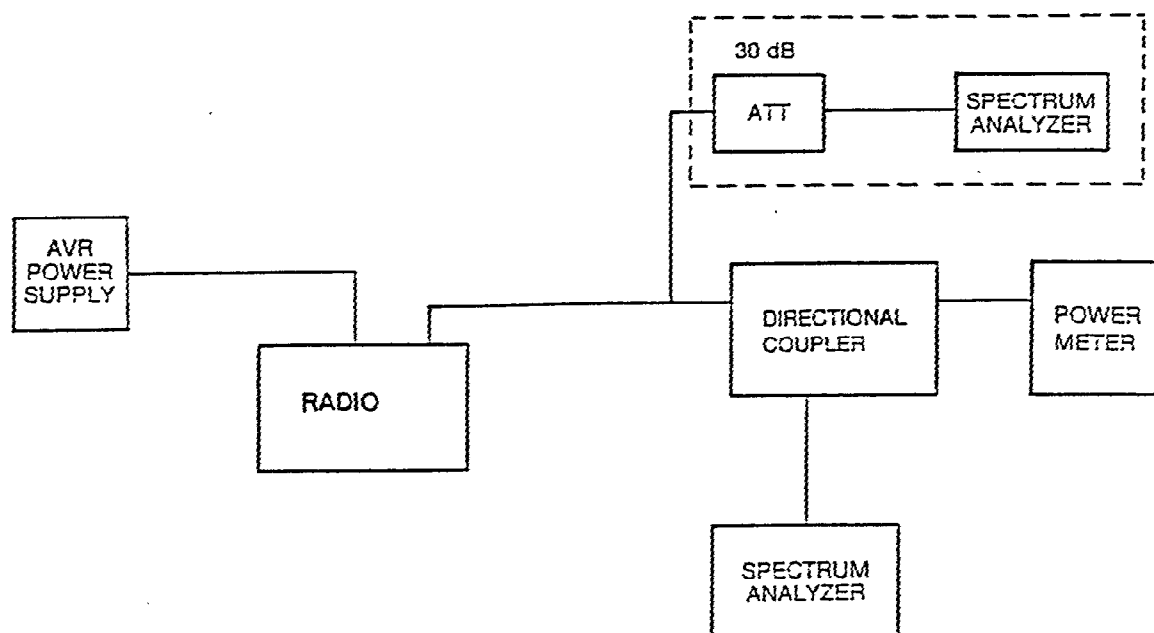 30 dB
ATT
SPECTRUM
ANALYZER
AVR
POWER
SUPPLY
RADIO
DIRECTIONAL
COUPLER
POWER
METER
SPECTRUM
ANALYZER